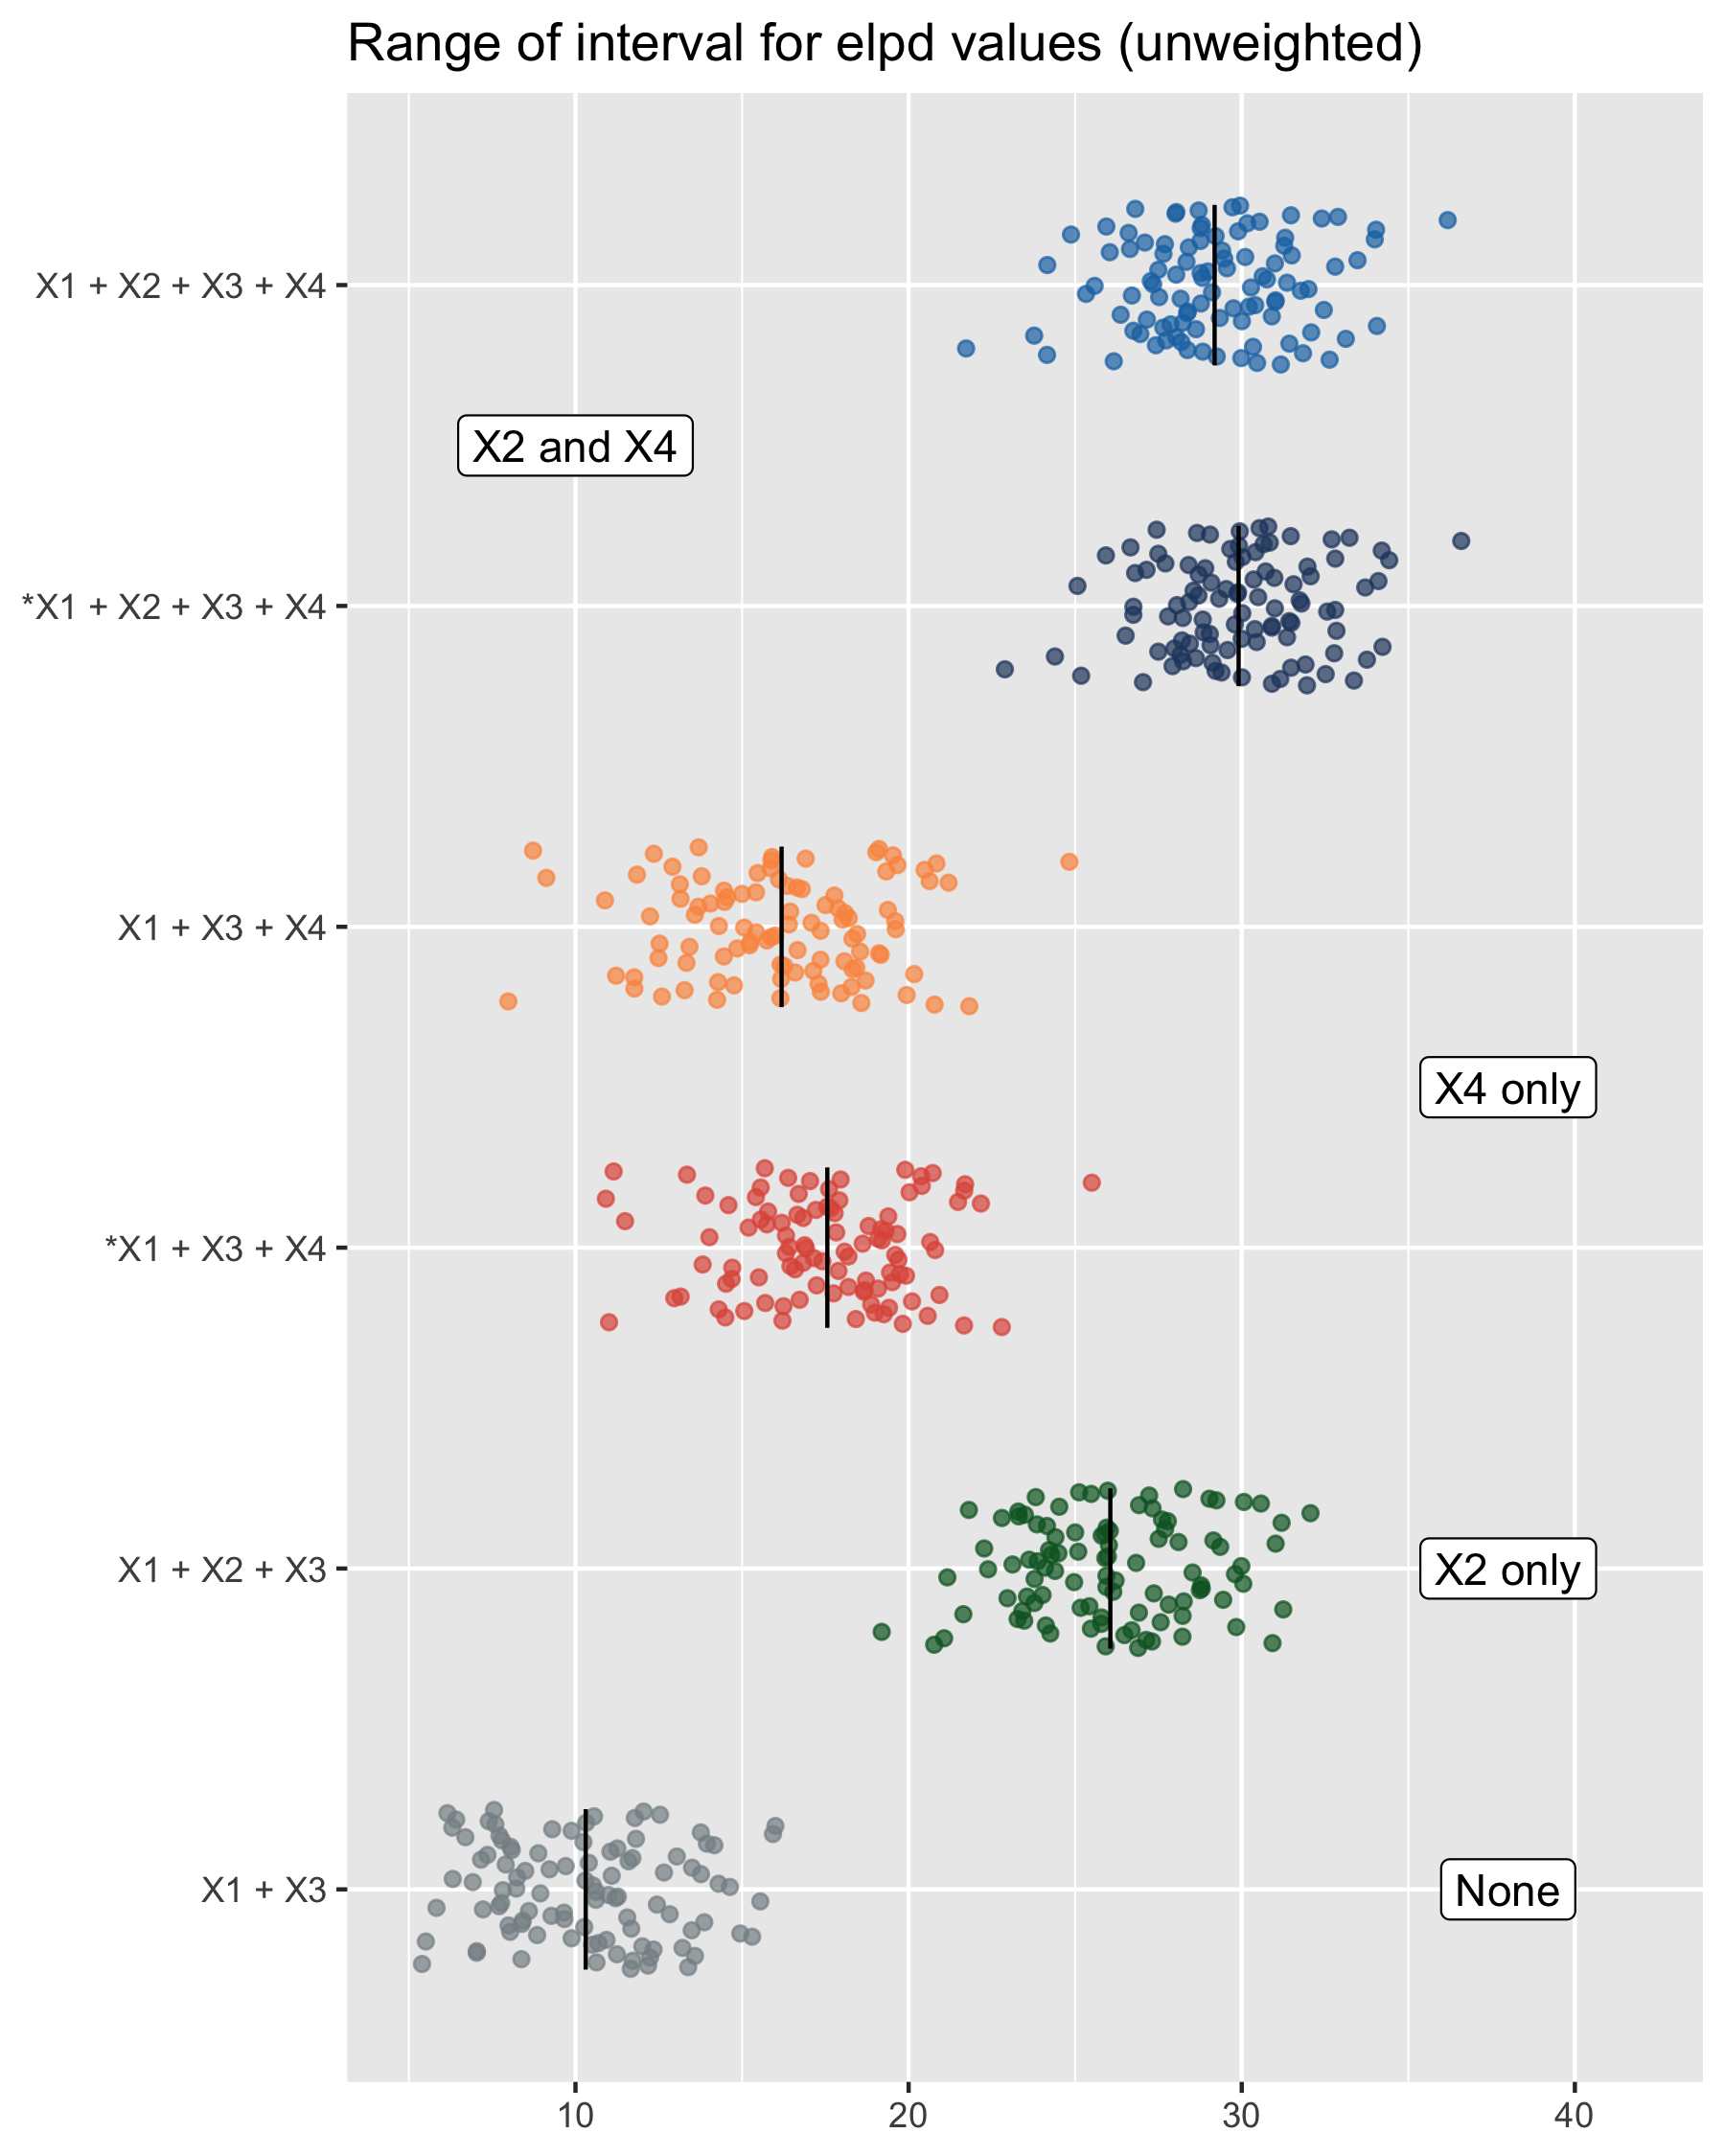 Range of interval for elpd values (unweighted)
X1 + X2 + X3 + X4
X2 and X4
*X1 + X2 + X3 + X4
X1 + X3 + X4
X4 only
*X1 + X3 + X4
X1 + X2 + X3
X2 only
X1 + X3
None
10 20 30 40